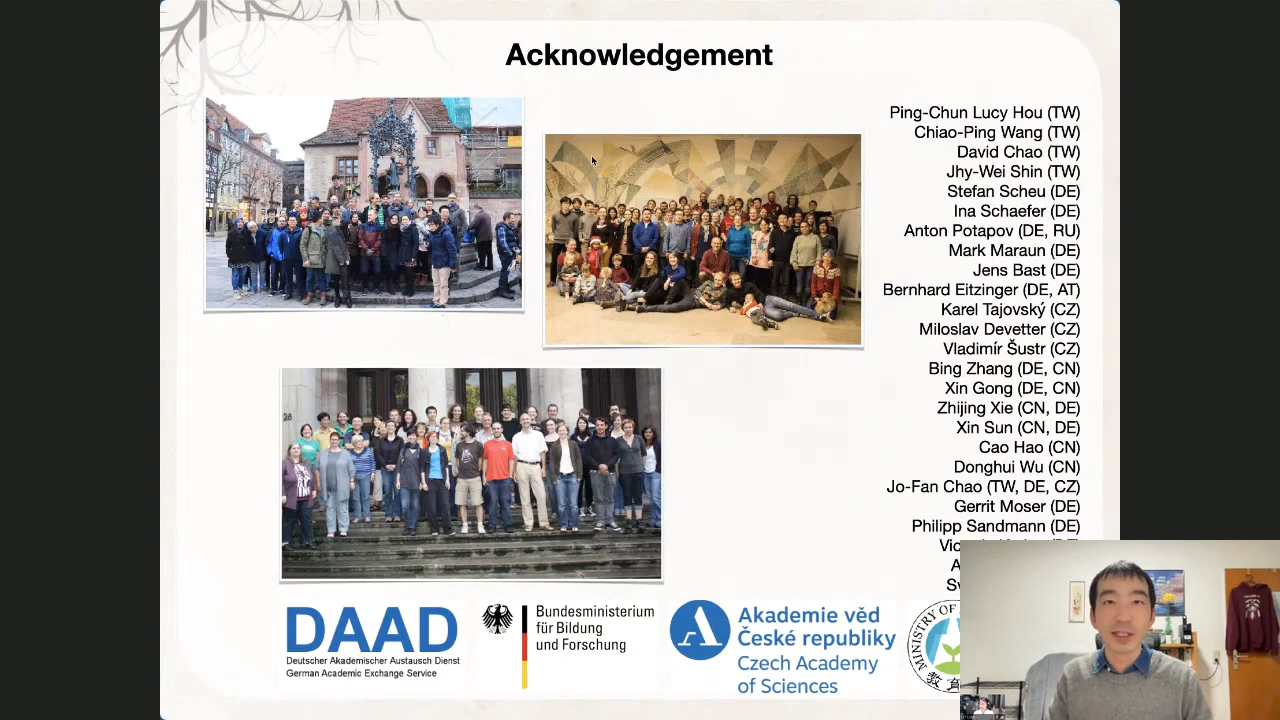 Acknowledgement
Ping-Chun Lucy Hou (TW)
Chiao-Ping Wang (TW)
David Chao (TW)
Jhy-Wei Shin (TW)
Stefan Scheu (DE)
Ina Schaefer (DE)
Anton Potapov (DE, RU)
Mark Maraun (DE)
Jens Bast (DE)
Bernhard Eitzinger (DE, AT)
Karel Tajovský (CZ)
Miloslav Devetter (CZ)
Vladimír Šustr (CZ)
Bing Zhang (DE, CN)
Xin Gong (DE, CN)
Zhijing Xie (CN, DE)
Xin Sun (CN, DE)
Cao Hao (CN)
Donghui Wu (CN)
Jo-Fan Chao (TW, DE, CZ)
Gerrit Moser (DE)
Philipp Sandmann (DE)
28
DAAD
Deutscher Akademischer Austausch Dienst
German Academic Exchange Service
Bundesministerium
für Bildung
und Forschung
Akademie věd
České republiky
Czech Academy
of Sciences
MINISTRY OF
教育